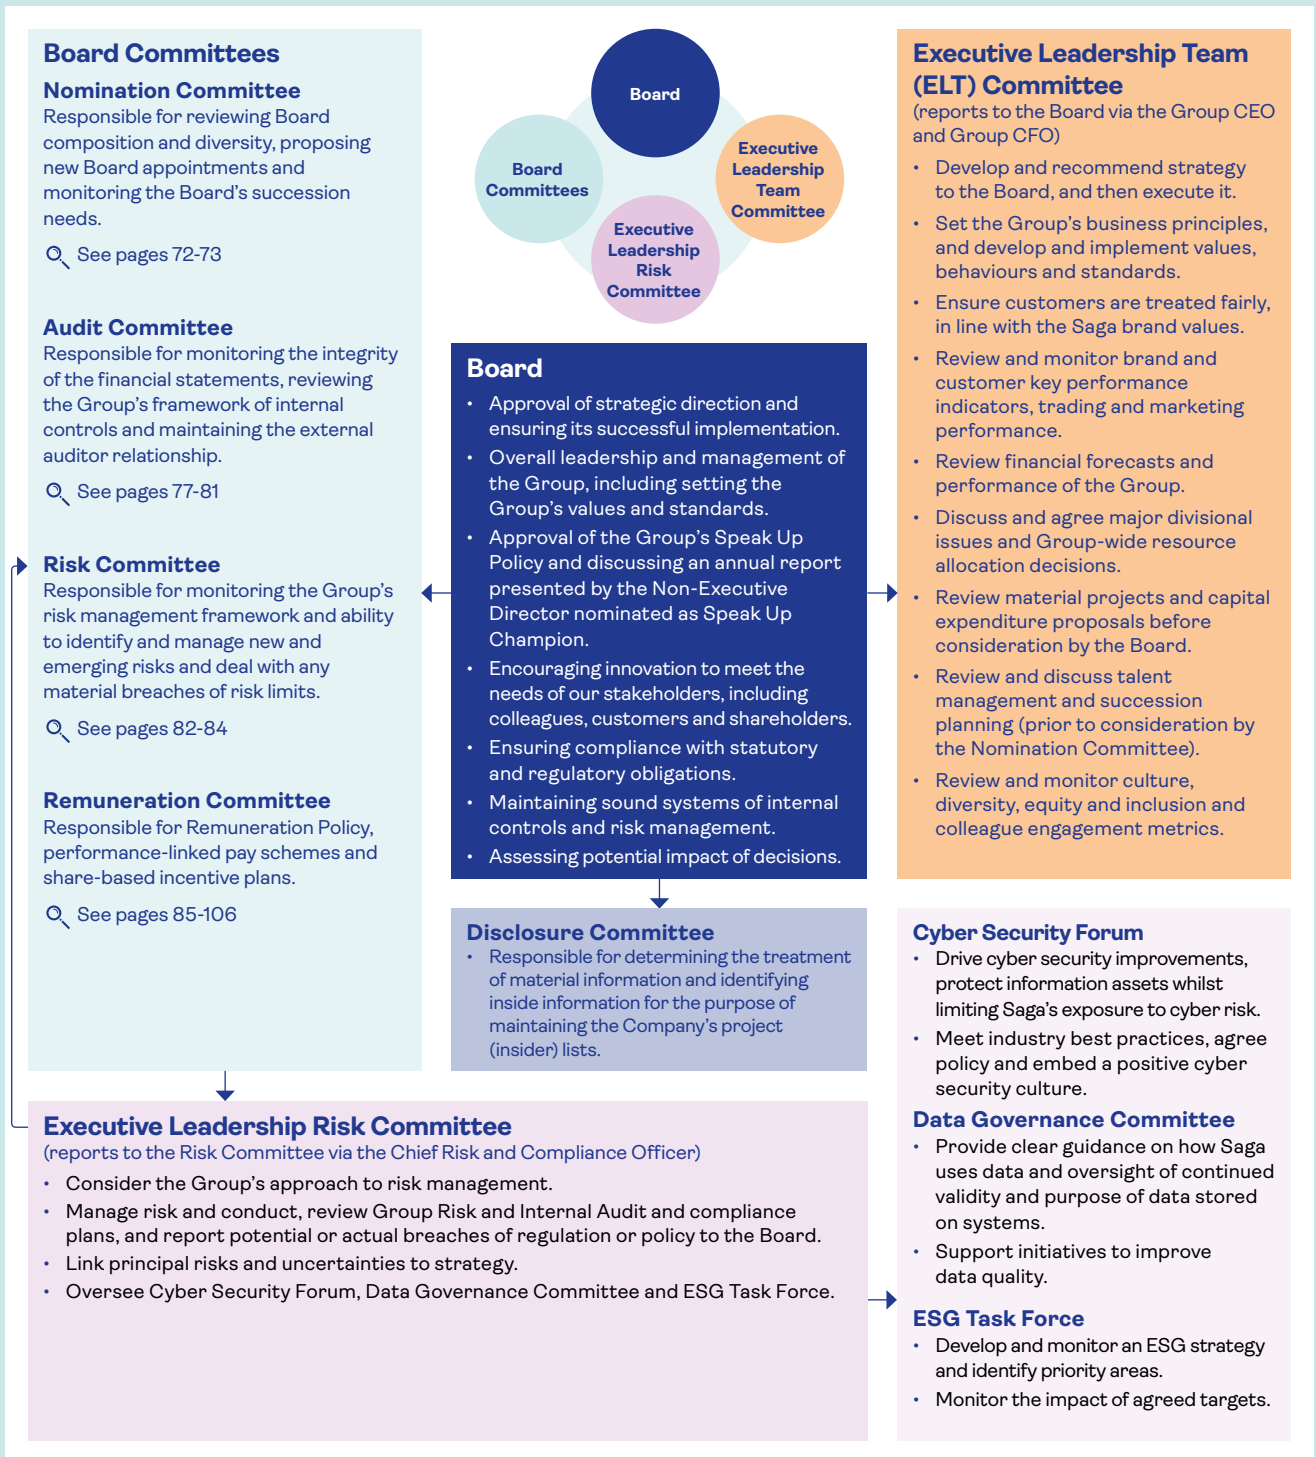 Board Committees
Nomination Committee
Responsible for reviewing Board
composition and diversity, proposing
new Board appointments and
monitoring the Board's succession
needs.
See pages 72-73
Audit Committee
Responsible for monitoring the integrity
of the financial statements, reviewing
the Group's framework of internal
controls and maintaining the external
auditor relationship.
See pages 77-81
Risk Committee
Responsible for monitoring the Group's
risk management framework and ability
to identify and manage new and
emerging risks and deal with any
material breaches of risk limits.
See pages 82-84
Remuneration Committee
Responsible for Remuneration Policy,
performance-linked pay schemes and
share-based incentive plans.
See pages 85-106
Board
Board
Committees
Executive
Leadership
Team
Committee
Executive
Leadership
Risk
Committee
Board
• Approval of strategic direction and
ensuring its successful implementation.
• Overall leadership and management of
the Group, including setting the
Group's values and standards.
• Approval of the Group's Speak Up
Policy and discussing an annual report
presented by the Non-Executive
Director nominated as Speak Up
Champion.
• Encouraging innovation to meet the
needs of our stakeholders, including
colleagues, customers and shareholders.
• Ensuring compliance with statutory
and regulatory obligations.
• Maintaining sound systems of internal
controls and risk management.
• Assessing potential impact of decisions.
Disclosure Committee
• Responsible for determining the treatment
of material information and identifying
inside information for the purpose of
maintaining the Company's project
(insider) lists.
Executive Leadership Team
(ELT) Committee
(reports to the Board via the Group CEO
and Group CFO)
• Develop and recommend strategy
to the Board, and then execute it.
• Set the Group's business principles,
and develop and implement values,
behaviours and standards.
• Ensure customers are treated fairly,
in line with the Saga brand values.
• Review and monitor brand and
customer key performance
indicators, trading and marketing
performance.
• Review financial forecasts and
performance of the Group.
• Discuss and agree major divisional
issues and Group-wide resource
allocation decisions.
• Review material projects and capital
expenditure proposals before
consideration by the Board.
• Review and discuss talent
management and succession
planning (prior to consideration by
the Nomination Committee).
• Review and monitor culture,
diversity, equity and inclusion and
colleague engagement metrics.
Executive Leadership Risk Committee
(reports to the Risk Committee via the Chief Risk and Compliance Officer)
• Consider the Group's approach to risk management.
• Manage risk and conduct, review Group Risk and Internal Audit and compliance
plans, and report potential or actual breaches of regulation or policy to the Board.
• Link principal risks and uncertainties to strategy.
• Oversee Cyber Security Forum, Data Governance Committee and ESG Task Force.
Cyber Security Forum
• Drive cyber security improvements,
protect information assets whilst
limiting Saga's exposure to cyber risk.
• Meet industry best practices, agree
policy and embed a positive cyber
security culture.
Data Governance Committee
• Provide clear guidance on how Saga
uses data and oversight of continued
validity and purpose of data stored
on systems.
• Support initiatives to improve
data quality.
ESG Task Force
• Develop and monitor an ESG strategy
and identify priority areas.
• Monitor the impact of agreed targets.